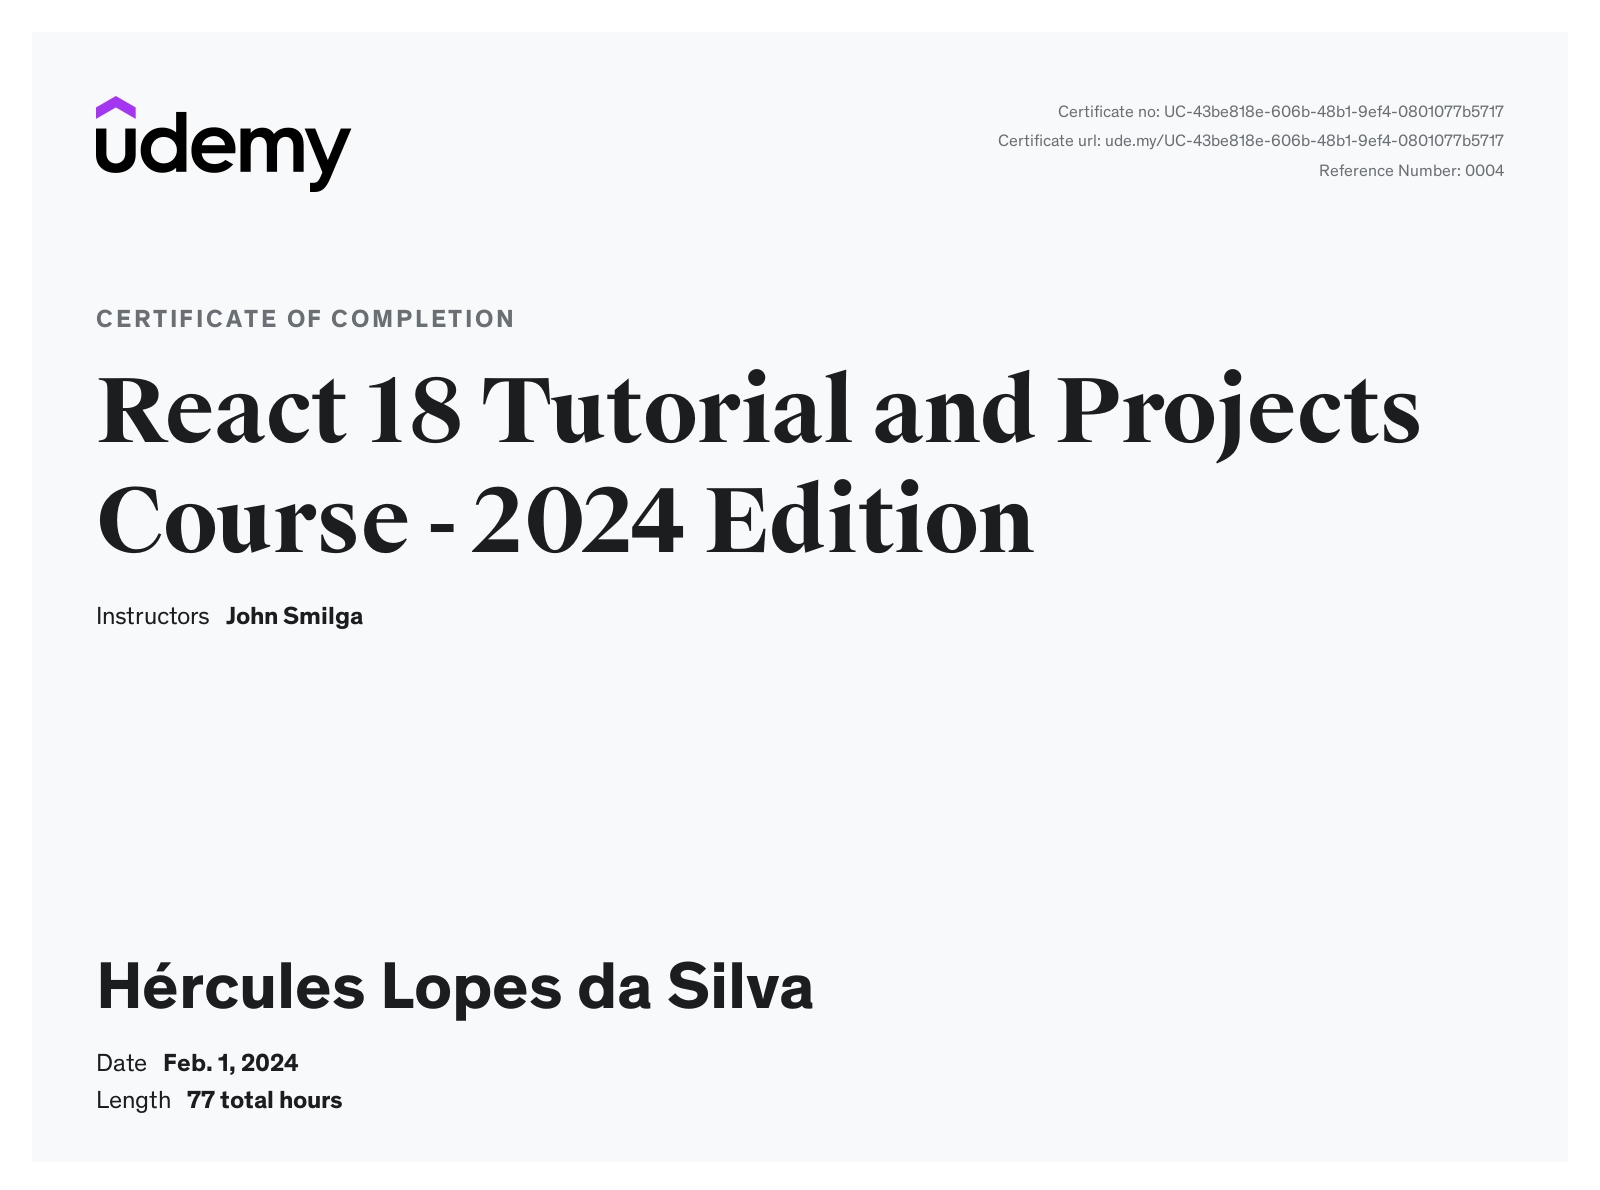 udemy
Certificate no: UC-43be818e-606b-48b1-9ef4-0801077b5717
Certificate url: ude.my/UC-43be818e-606b-48b1-9ef4-0801077b5717
Reference Number: 0004
CERTIFICATE OF COMPLETION
React 18 Tutorial and Projects
Course - 2024 Edition
Instructors John Smilga
Hércules Lopes da Silva
Date Feb. 1, 2024
Length 77 total hours